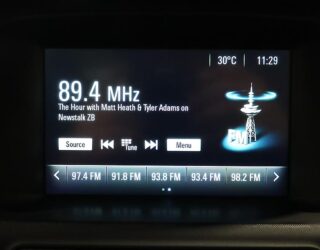 30°C 11:29
89.4 MHz
The Hour with Matt Heath & Tyler Adams on
Newstalk ZB
Source Tune Menu
FM
97.4 FM 91.8 FM 93.8 FM 93.4 FM 98.2 FM